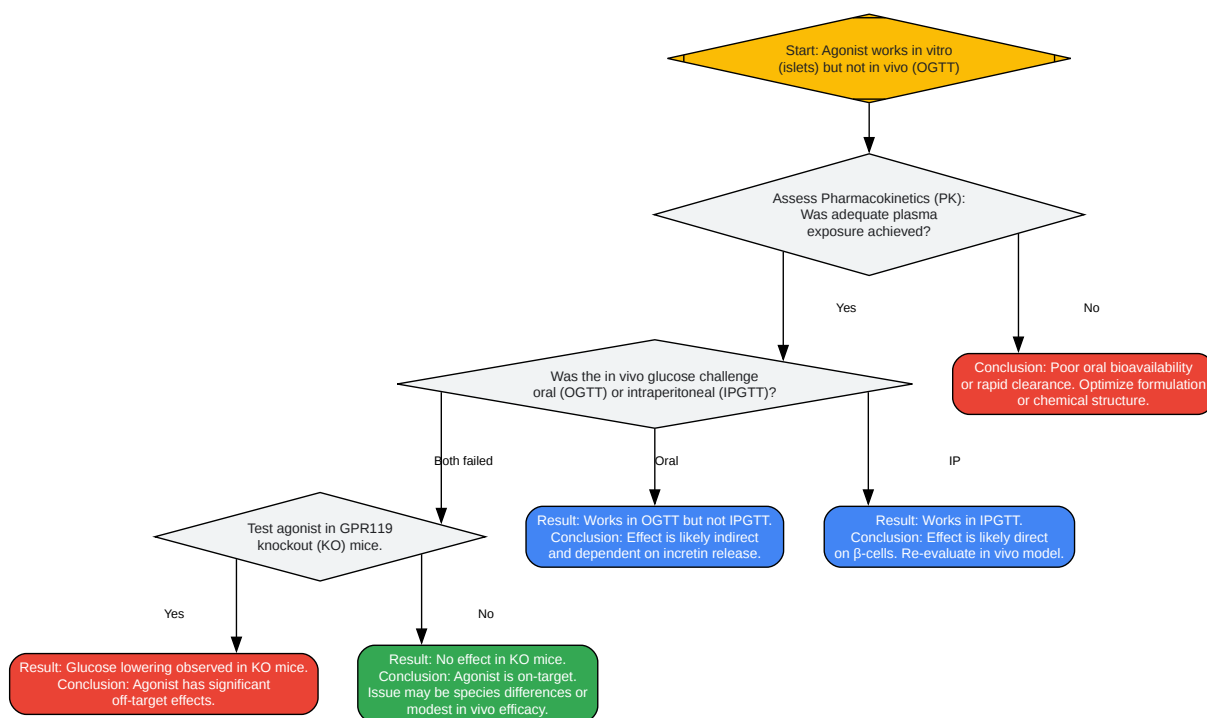 Start: Agonist works in vitro
(islets) but not in vivo (OGTT)
Assess Pharmacokinetics (PK):
Was adequate plasma
exposure achieved?
Yes
No
Was the in vivo glucose challenge
oral (OGTT) or intraperitoneal (IPGTT)?
Conclusion: Poor oral bioavailability
or rapid clearance. Optimize formulation
or chemical structure.
Both failed
Oral
IP
Test agonist in GPR119
knockout (KO) mice.
Result: Works in OGTT but not IPGTT.
Conclusion: Effect is likely indirect
and dependent on incretin release.
Result: Works in IPGTT.
Conclusion: Effect is likely direct
on β-cells. Re-evaluate in vivo model.
Yes
No
Result: Glucose lowering observed in KO mice.
Conclusion: Agonist has significant
off-target effects.
Result: No effect in KO mice.
Conclusion: Agonist is on-target.
Issue may be species differences or
modest in vivo efficacy.